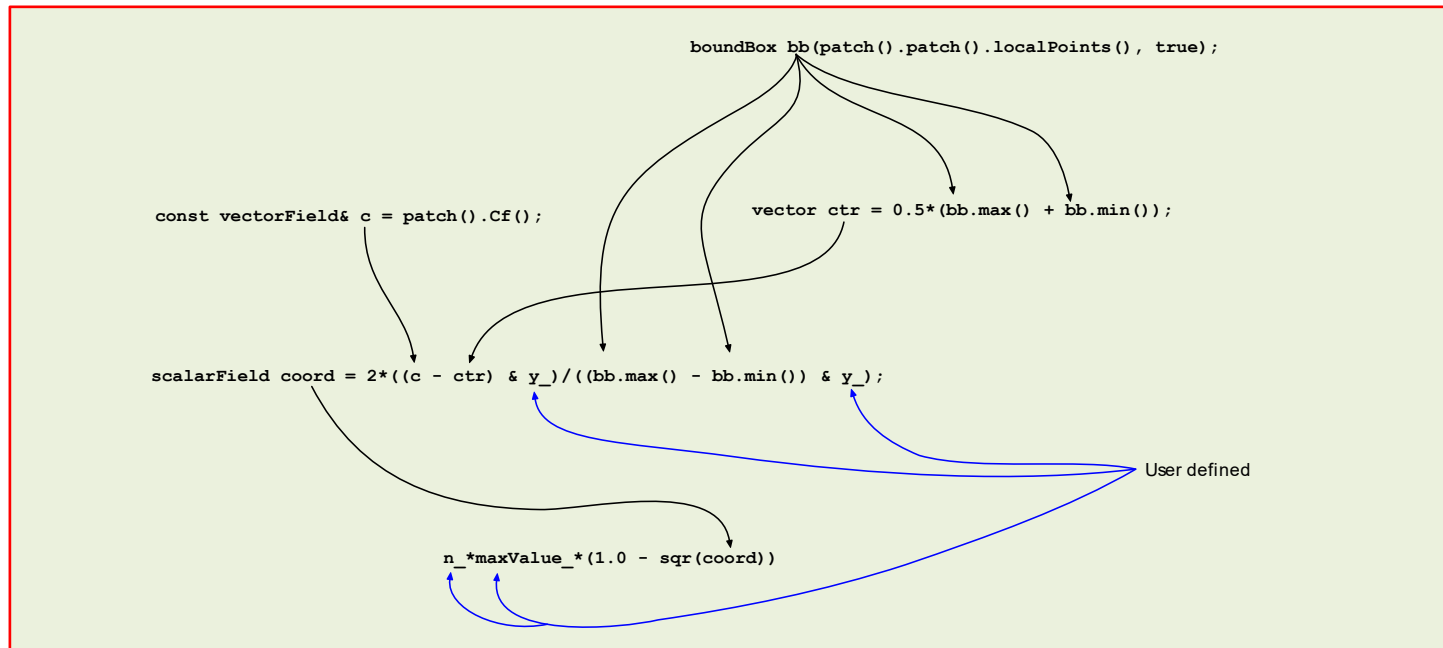 boundBox bb(patch().patch().localPoints(), true);
const vectorField& c = patch().Cf();
vector ctr = 0.5*(bb.max() + bb.min());
scalarField coord = 2*((c - ctr) & y_)/((bb.max() - bb.min()) & y_);
User defined
n_*maxValue_*(1.0 - sqr(coord))